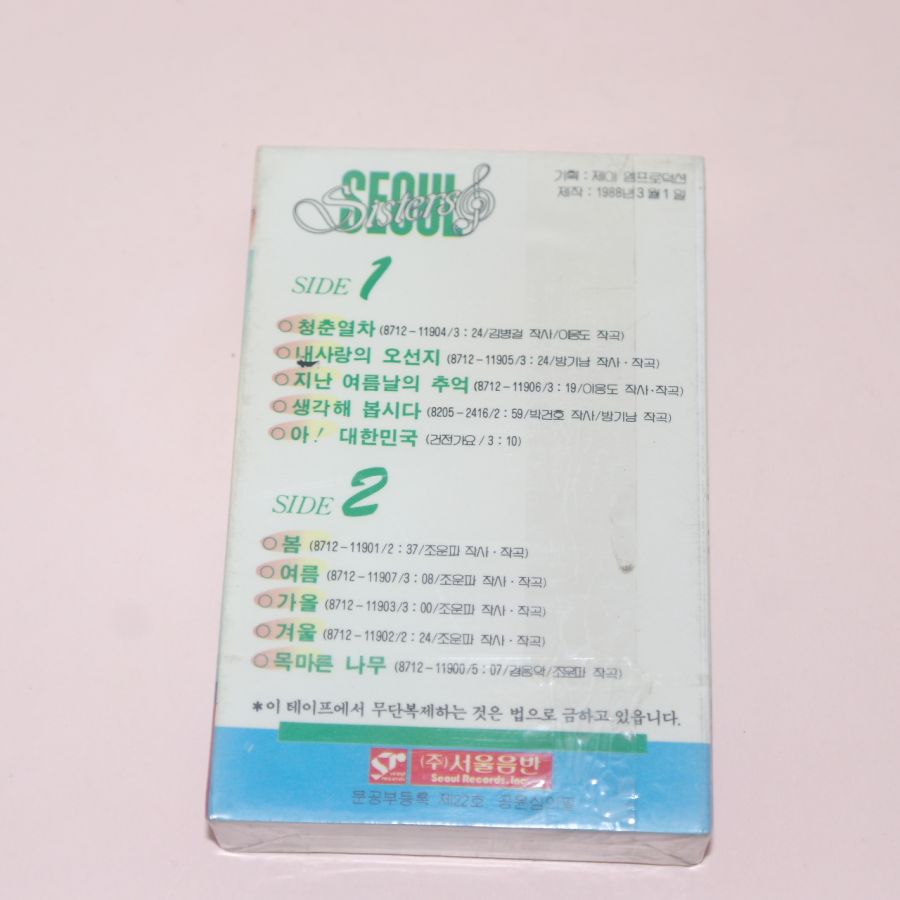 SEOUL
Sisters
기획 : 제이 엠프로덕션
제작 : 1988년 3월 1일
SIDE 1
청춘열차 (8712-11904/3 : 24/김병걸 작사/이용도 작곡)
내사랑의 오선지 (8712-11905/3 : 24/방기남 작사·작곡)
지난 여름날의 추억 (8712-11906/3 : 19/이용도 작사·작곡)
생각해 봅시다 (8205-2416/2 : 59/박건호 작사/방기남 작곡)
아! 대한민국 (건전가요/3 : 10)
SIDE 2
봄 (8712-11901/2 : 37/조운파 작사·작곡)
여름 (8712-11907/3 : 08/조운파 작사·작곡)
가을 (8712-11903/3 : 00/조운파 작사·작곡)
겨울 (8712-11902/2 : 24/조운파 작사·작곡)
목마른 나무 (8712-11900/5 : 07/조운파 작곡)
*이 테이프에서 무단복제하는 것은 법으로 금하고 있읍니다.
(주)서울음반
Seoul Records, Inc.
문공부등록 제22호